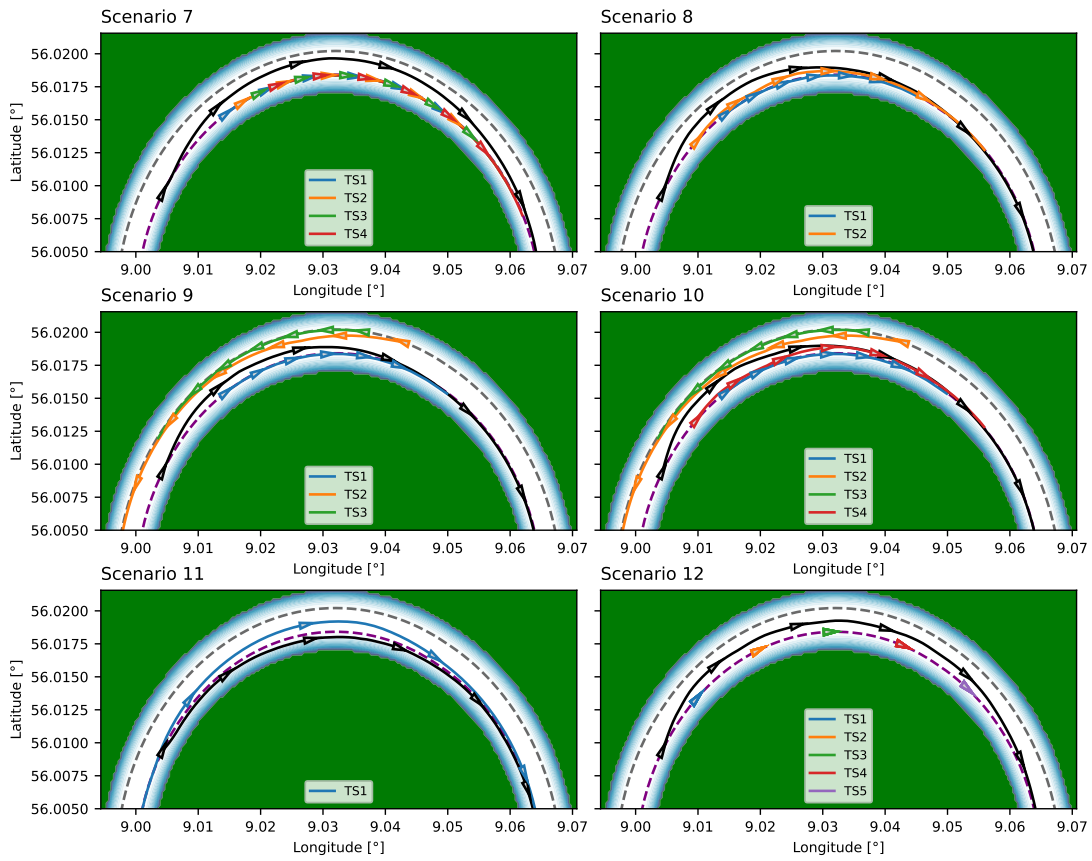 Scenario 7
Latitude [°]
56.0200
56.0175
56.0150
56.0125
56.0100
56.0075
56.0050
TS1
TS2
TS3
TS4
9.00 9.01 9.02 9.03 9.04 9.05 9.06 9.07
Longitude [°]
Scenario 8
TS1
TS2
9.00 9.01 9.02 9.03 9.04 9.05 9.06 9.07
Longitude [°]
Scenario 9
Latitude [°]
56.0200
56.0175
56.0150
56.0125
56.0100
56.0075
56.0050
TS1
TS2
TS3
9.00 9.01 9.02 9.03 9.04 9.05 9.06 9.07
Longitude [°]
Scenario 10
TS1
TS2
TS3
TS4
9.00 9.01 9.02 9.03 9.04 9.05 9.06 9.07
Longitude [°]
Scenario 11
Latitude [°]
56.0200
56.0175
56.0150
56.0125
56.0100
56.0075
56.0050
TS1
9.00 9.01 9.02 9.03 9.04 9.05 9.06 9.07
Longitude [°]
Scenario 12
TS1
TS2
TS3
TS4
TS5
9.00 9.01 9.02 9.03 9.04 9.05 9.06 9.07
Longitude [°]